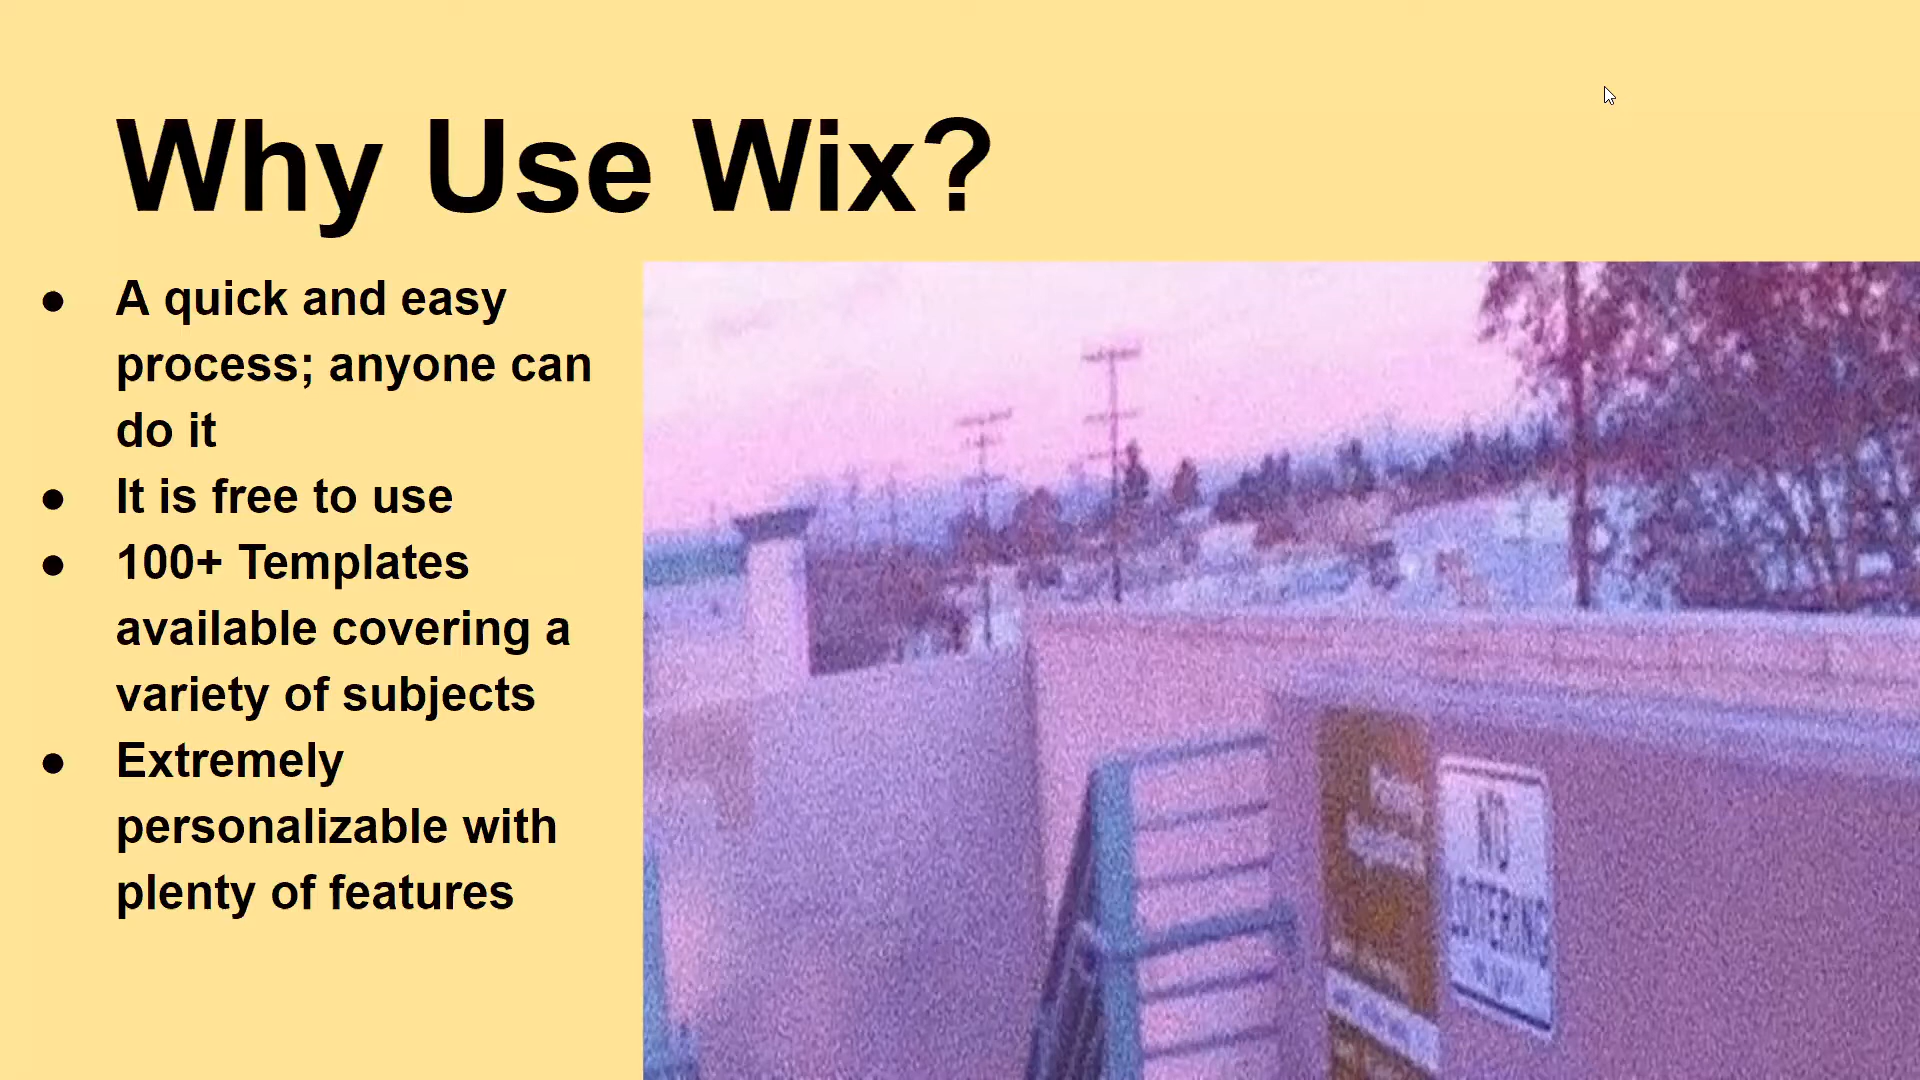 Why Use Wix?
● A quick and easy
process; anyone can
do it
● It is free to use
● 100+ Templates
available covering a
variety of subjects
● Extremely
personalizable with
plenty of features
NO
LOITERING